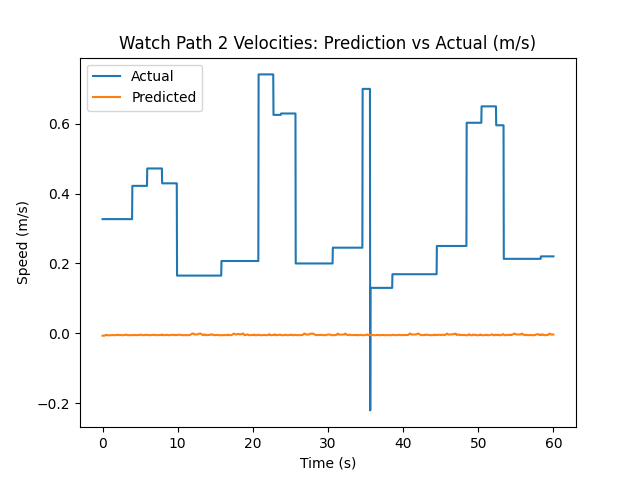 Watch Path 2 Velocities: Prediction vs Actual (m/s)
Actual
Predicted
Speed (m/s)
0.6
0.4
0.2
0.0
−0.2
0
10
20
30
40
50
60
Time (s)